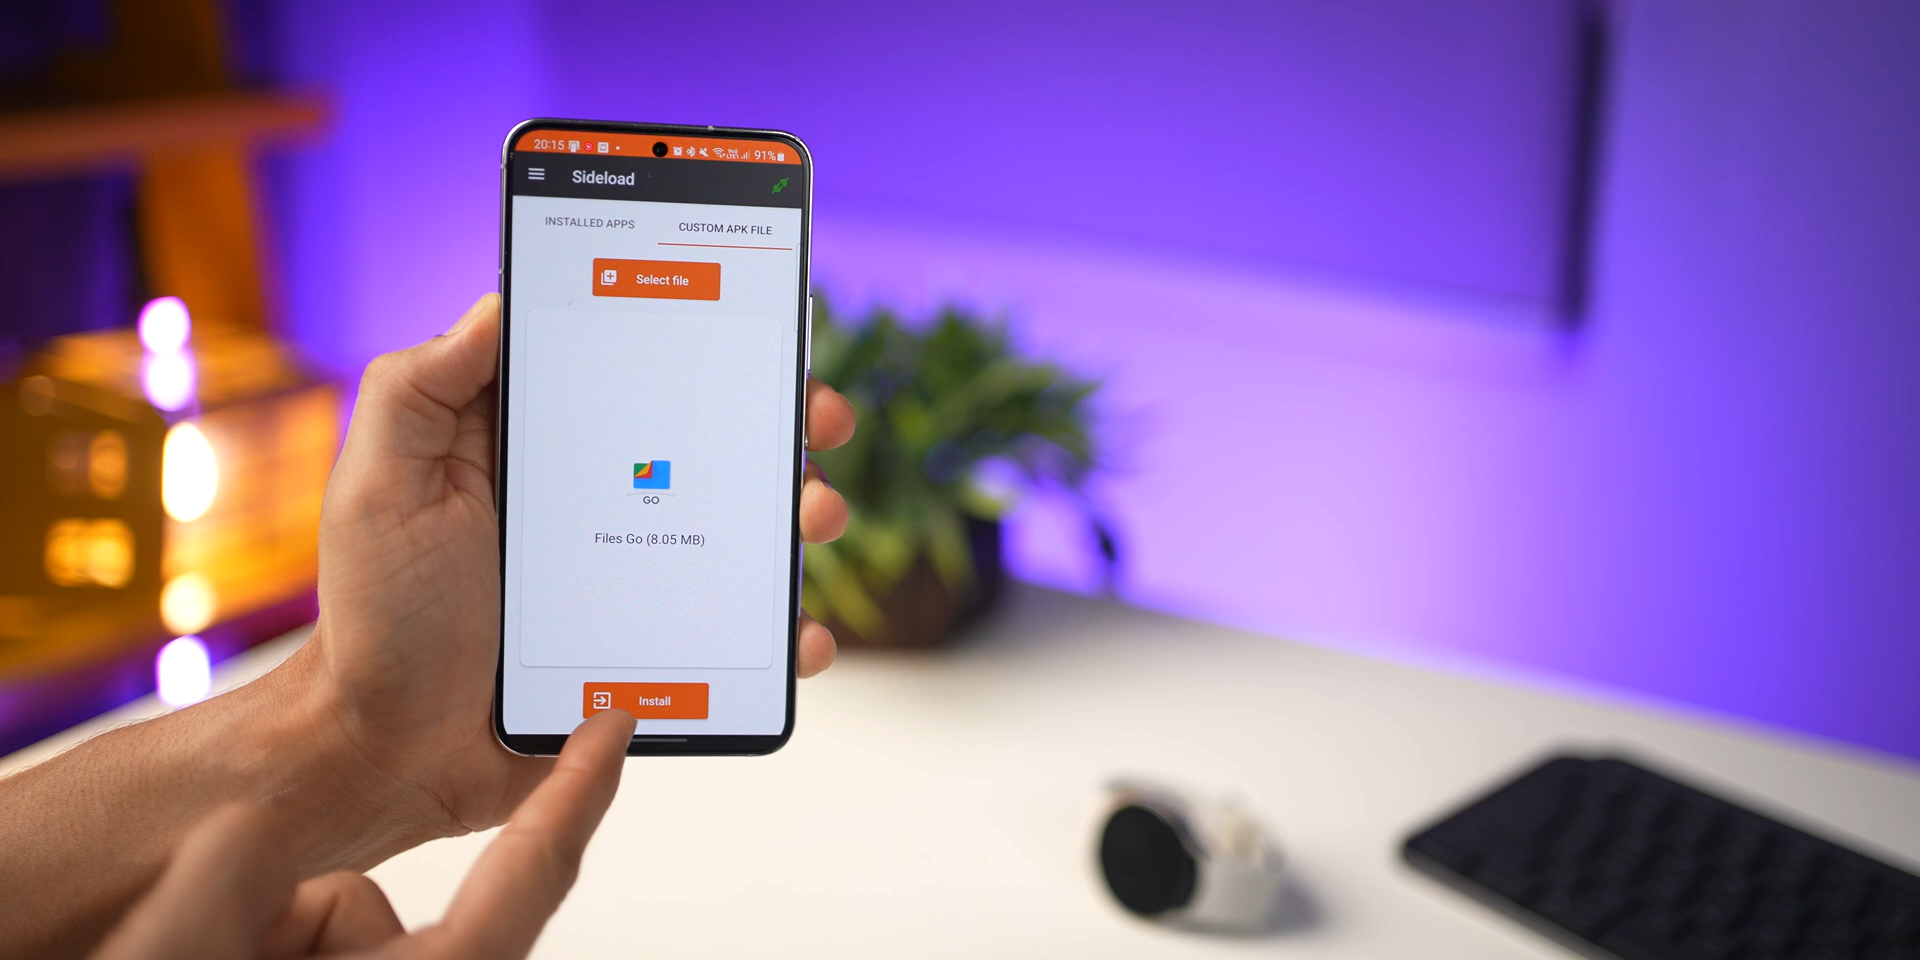 20:15 91%
Sideload
INSTALLED APPS CUSTOM APK FILE
Select file
GO
Files Go (8.05 MB)
Install